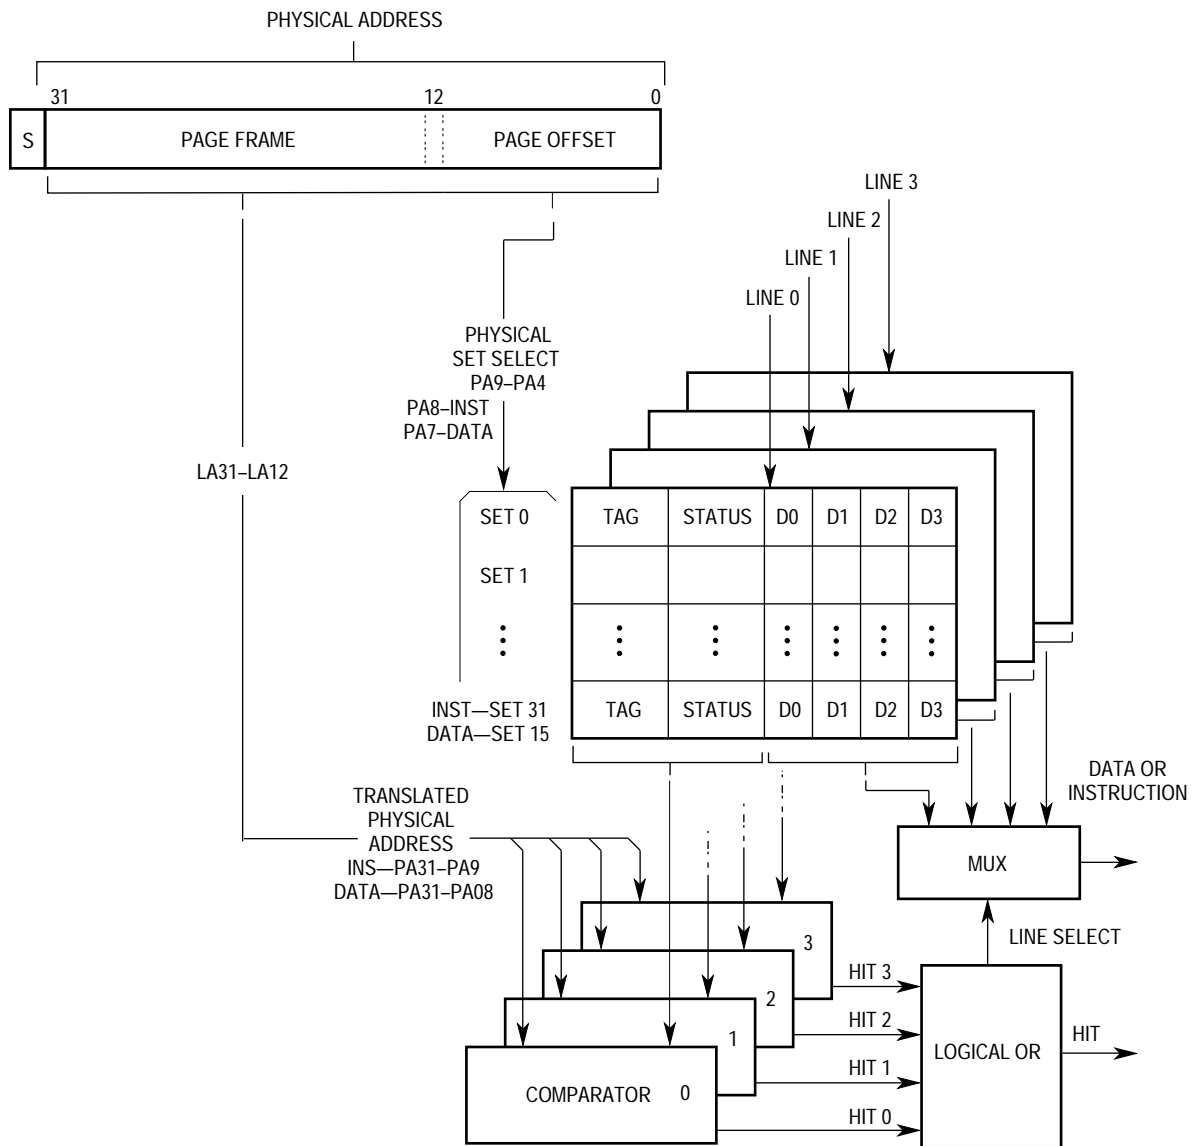 PHYSICAL ADDRESS
31 12 0
S PAGE FRAME PAGE OFFSET
LINE 3
LINE 2
LINE 1
LINE 0
PHYSICAL
SET SELECT
PA9–PA4
PA8–INST
PA7–DATA
LA31–LA12
SET 0 TAG STATUS D0 D1 D2 D3
SET 1
INST—SET 31
DATA—SET 15
TAG STATUS D0 D1 D2 D3
DATA OR
INSTRUCTION
TRANSLATED
PHYSICAL
ADDRESS
INS—PA31–PA9
DATA—PA31–PA08
MUX
LINE SELECT
3
2
1
COMPARATOR 0
HIT 3
HIT 2
HIT 1
HIT 0
LOGICAL OR
HIT